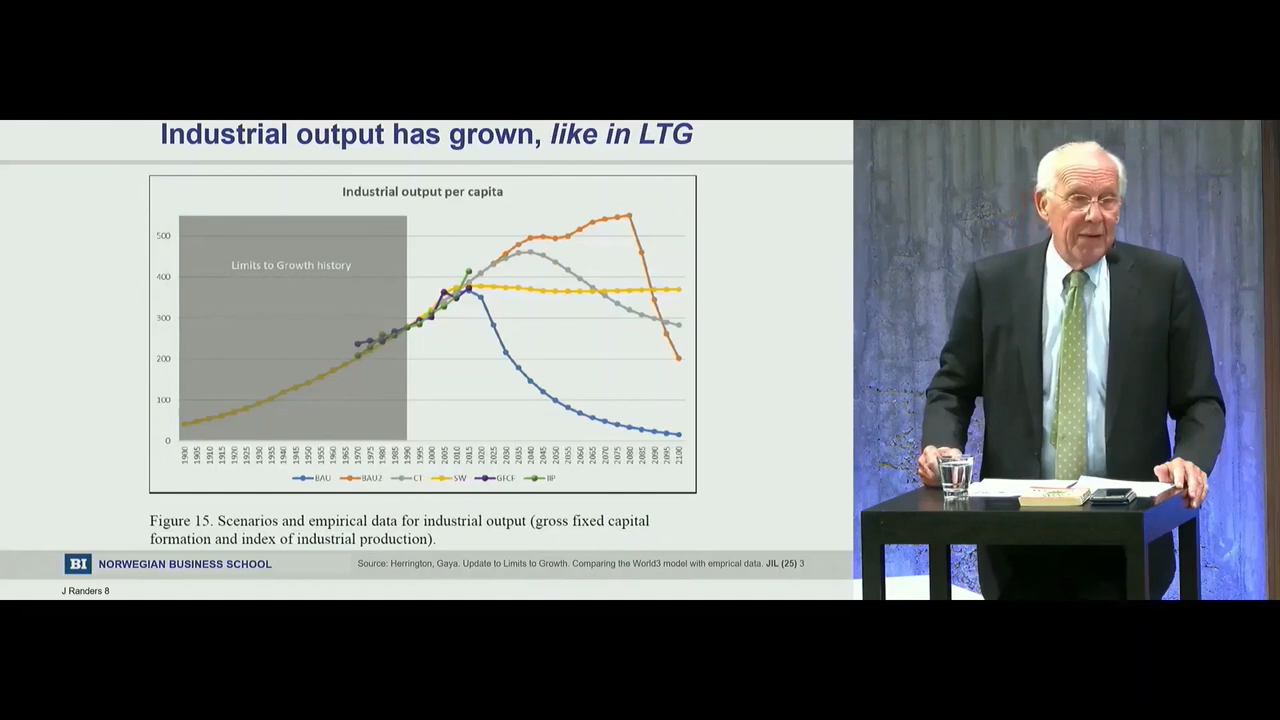 Industrial output has grown, like in LTG
Industrial output per capita
500
400
300
200
100
0
Limits to Growth history
1900 1905 1910 1915 1920 1925 1930 1935 1940 1945 1950 1955 1960 1965 1970 1975 1980 1985 1990 1995 2000 2005 2010 2015 2020 2025 2030 2035 2040 2045 2050 2055 2060 2065 2070 2075 2080 2085 2090 2095 2100
BAU BAU2 CT SW GFCF IIP
Figure 15. Scenarios and empirical data for industrial output (gross fixed capital
formation and index of industrial production).
BI NORWEGIAN BUSINESS SCHOOL
Source: Herrington, Gaya. Update to Limits to Growth. Comparing the World3 model with emprical data. JIL (25) 3
J Randers 8